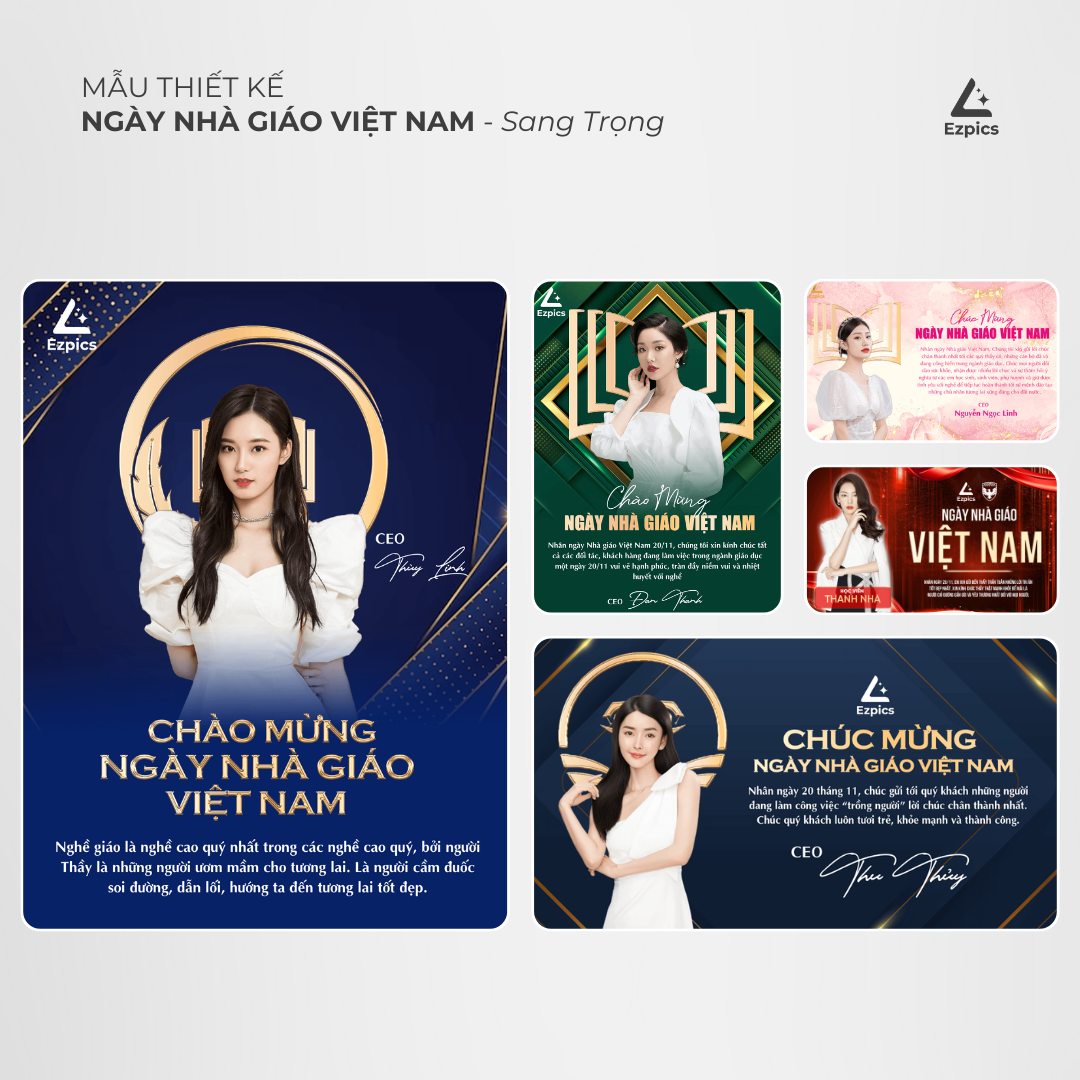 MẪU THIẾT KẾ
NGÀY NHÀ GIÁO VIỆT NAM - Sang Trọng
Ezpics
Ezpics
CEO
Thùy Linh
CHÀO MỪNG
NGÀY NHÀ GIÁO
VIỆT NAM
Nghề giáo là nghề cao quý nhất trong các nghề cao quý, bởi người
Thầy là những người ươm mầm cho tương lai. Là người cầm đuốc
soi đường, dẫn lối, hướng ta đến tương lai tốt đẹp.
Ezpics
Chào Mừng
NGÀY NHÀ GIÁO VIỆT NAM
Nhân ngày Nhà giáo Việt Nam 20/11, chúng tôi xin kính chúc tất
cả các đối tác, khách hàng đang làm việc trong ngành giáo dục
một ngày 20/11 vui vẻ hạnh phúc, tràn đầy niềm vui và nhiệt
huyết với nghề
CEO Đan Thanh
Chào Mừng
NGÀY NHÀ GIÁO VIỆT NAM
CEO
Nguyễn Ngọc Linh
Ezpics
NGÀY NHÀ GIÁO
VIỆT NAM
HỌC VIÊN
THANH NHÃ
Ezpics
CHÚC MỪNG
NGÀY NHÀ GIÁO VIỆT NAM
Nhân ngày 20 tháng 11, chúc gửi tới quý khách những người
đang làm công việc “trồng người” lời chúc chân thành nhất.
Chúc quý khách luôn tươi trẻ, khỏe mạnh và thành công.
CEO
Thu Thủy